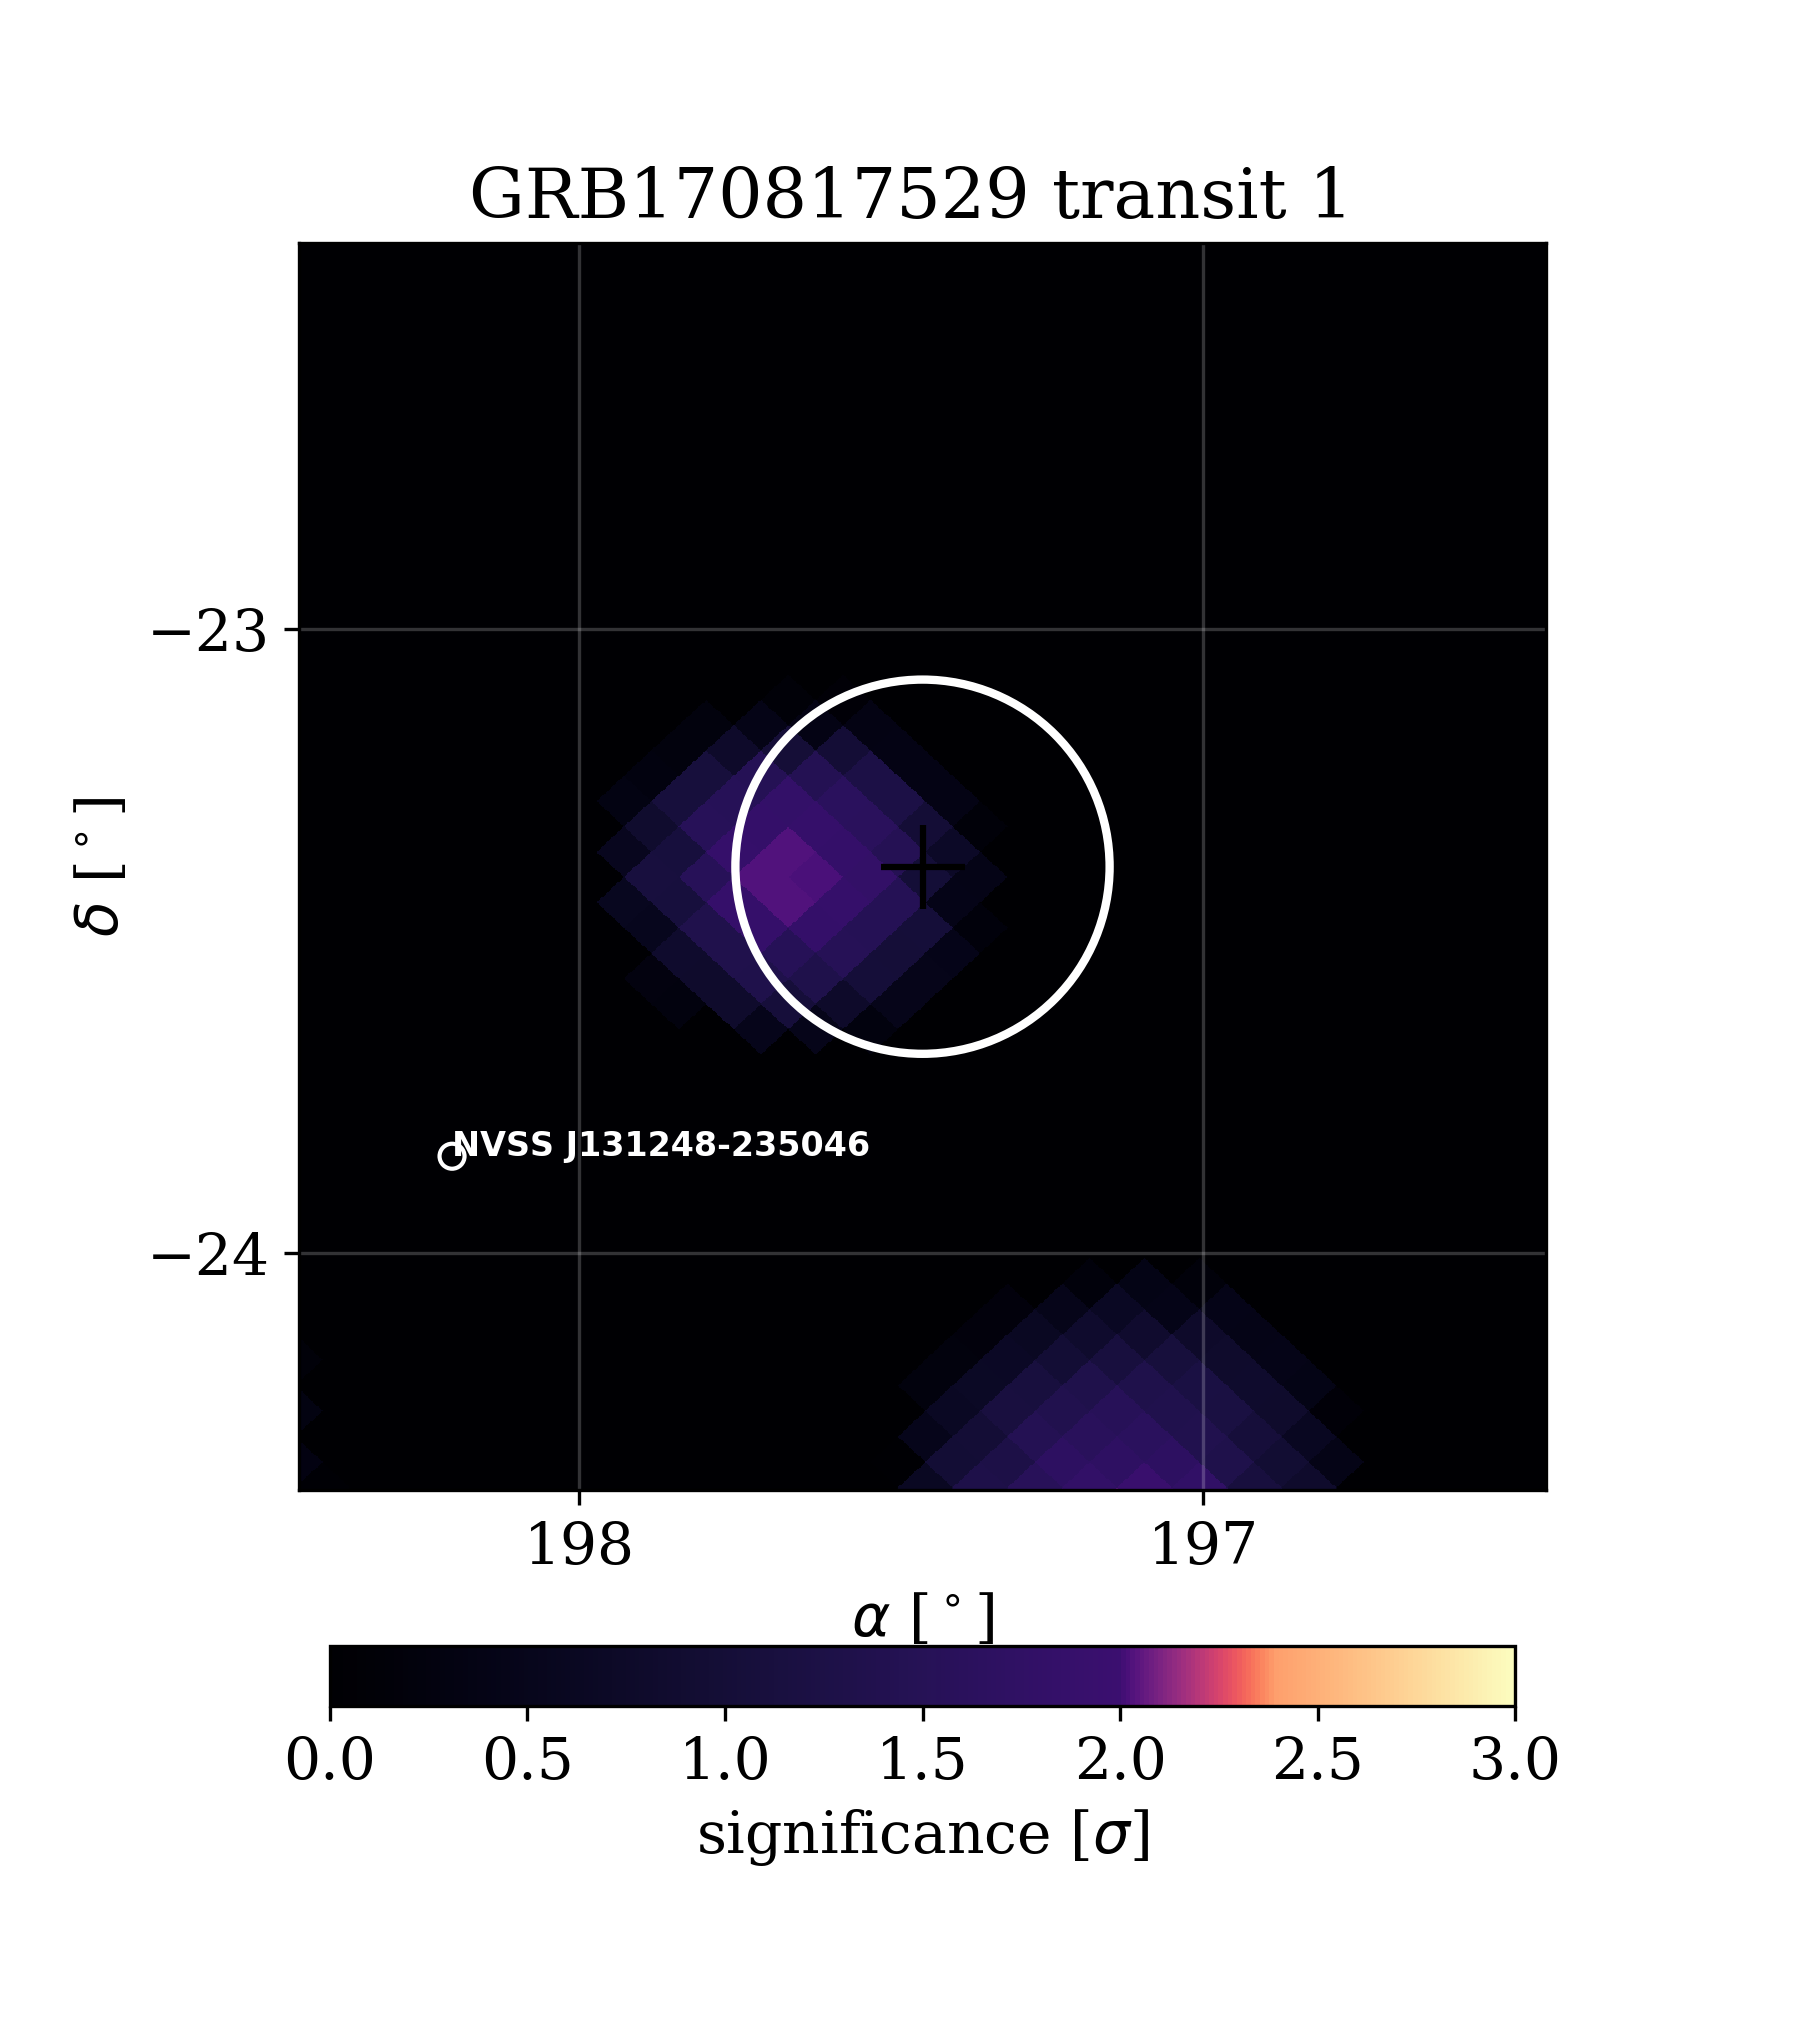 GRB170817529 transit 1
−23
δ [°]
NVSS J131248-235046
−24
198 197
α [°]
0.0 0.5 1.0 1.5 2.0 2.5 3.0
significance [σ]